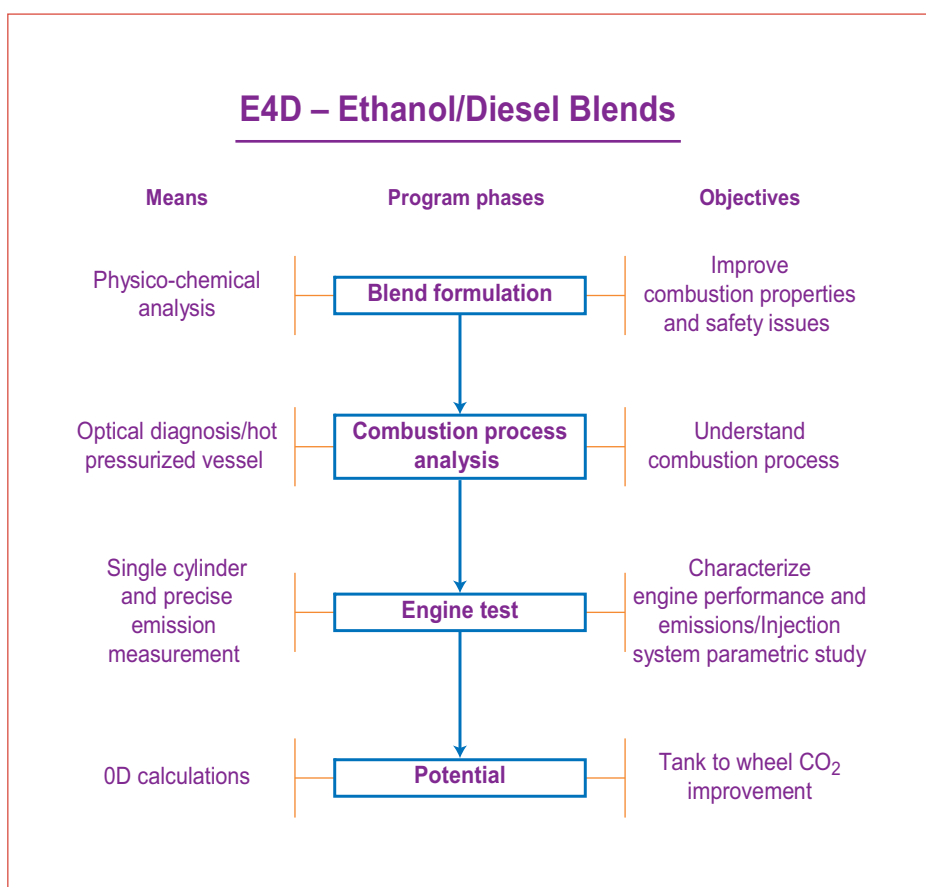 E4D – Ethanol/Diesel Blends
Means
Program phases
Objectives
Physico-chemical
analysis
Blend formulation
Improve
combustion properties
and safety issues
Optical diagnosis/hot
pressurized vessel
Combustion process
analysis
Understand
combustion process
Single cylinder
and precise
emission
measurement
Engine test
Characterize
engine performance and
emissions/Injection
system parametric study
0D calculations
Potential
Tank to wheel CO₂
improvement